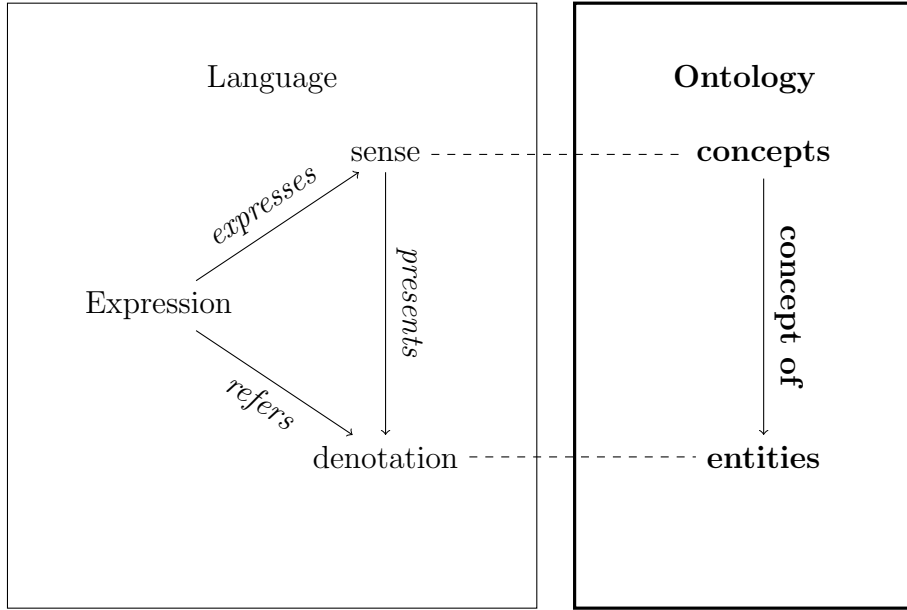 Language
Ontology
sense
concepts
expresses
presents
concept of
Expression
refers
denotation
entities